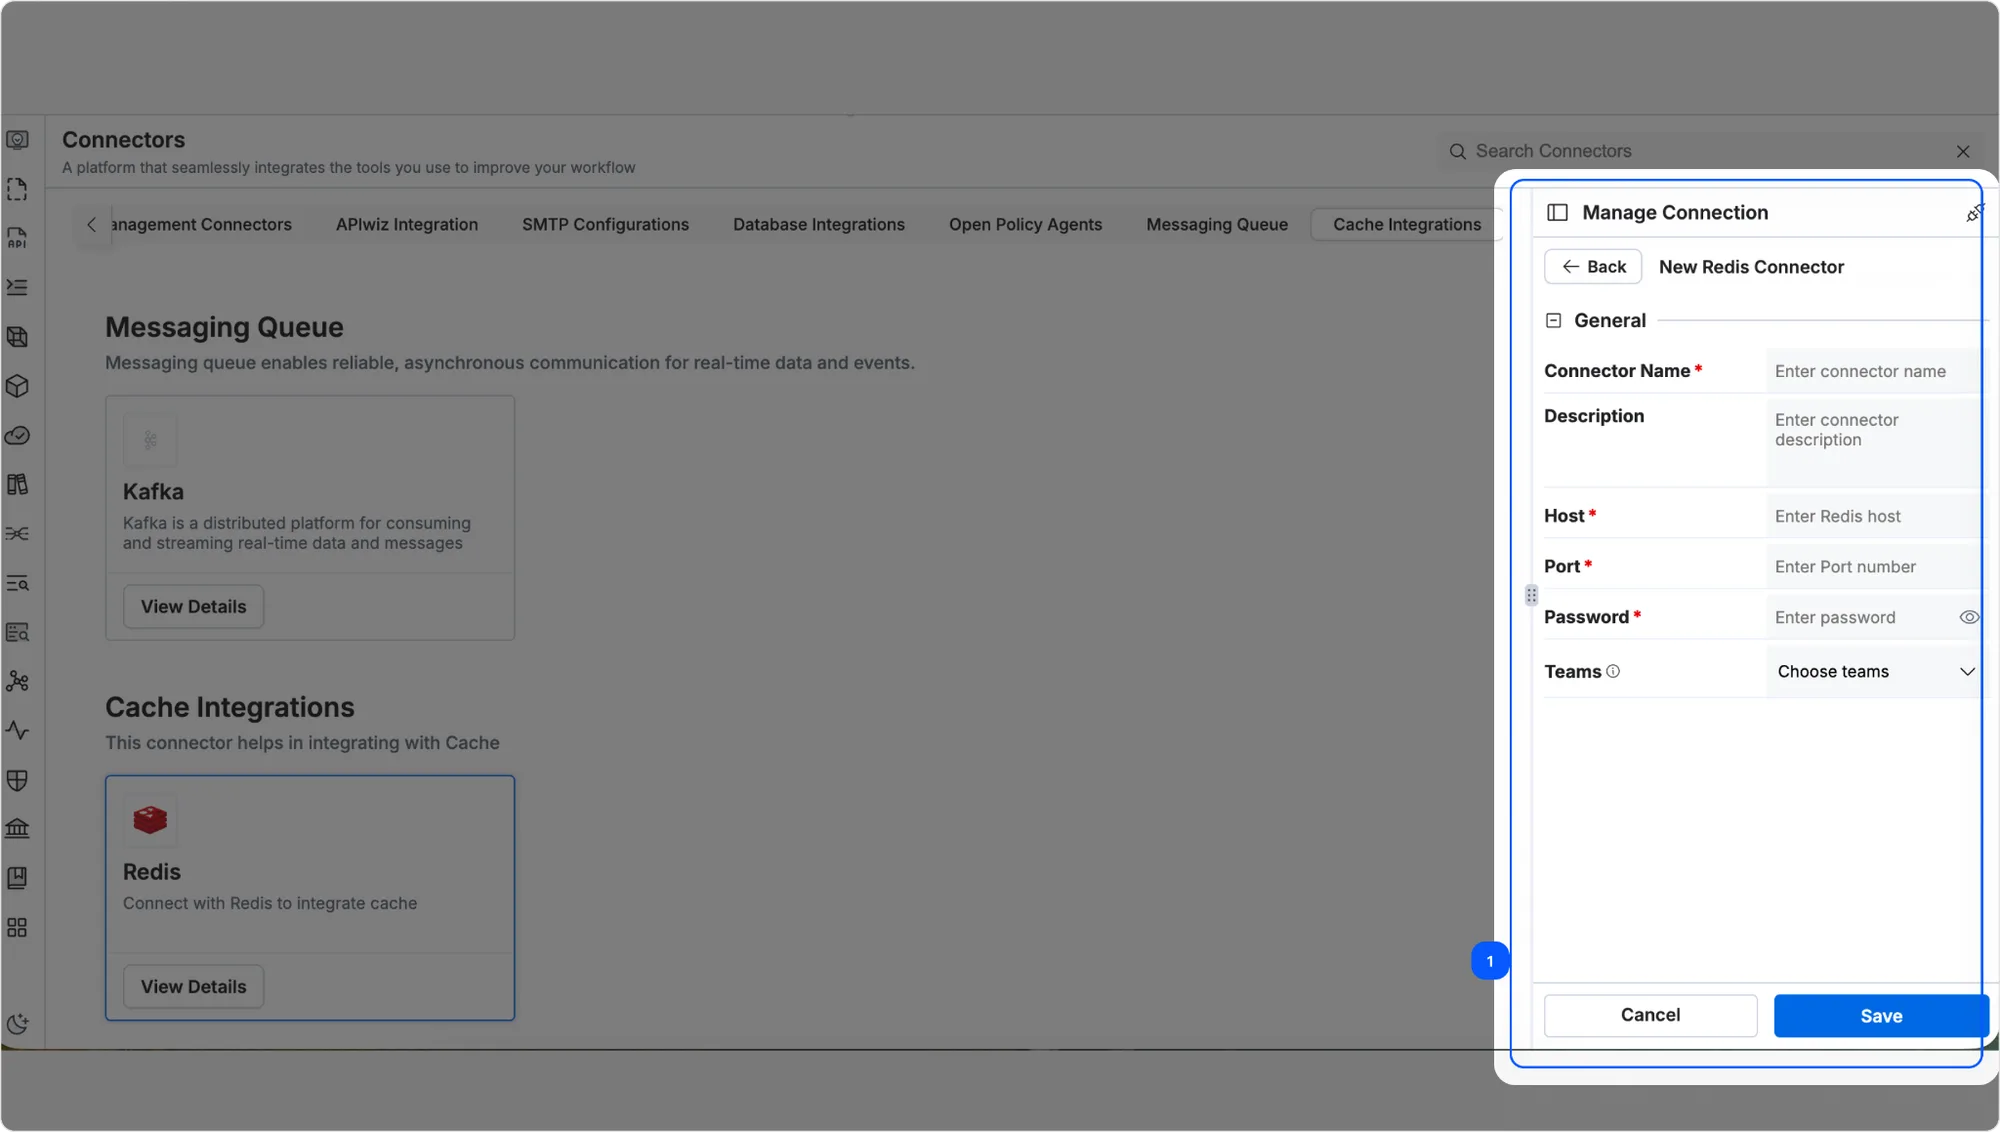 Connectors
A platform that seamlessly integrates the tools you use to improve your workflow
Search Connectors
anagement Connectors
APIwiz Integration
SMTP Configurations
Database Integrations
Open Policy Agents
Messaging Queue
Cache Integrations
Messaging Queue
Messaging queue enables reliable, asynchronous communication for real-time data and events.
Kafka
Kafka is a distributed platform for consuming
and streaming real-time data and messages
View Details
Cache Integrations
This connector helps in integrating with Cache
Redis
Connect with Redis to integrate cache
View Details
API
1
Manage Connection
Back
New Redis Connector
General
Connector Name*
Enter connector name
Description
Enter connector
description
Host*
Enter Redis host
Port*
Enter Port number
Password*
Enter password
Teams
Choose teams
Cancel
Save